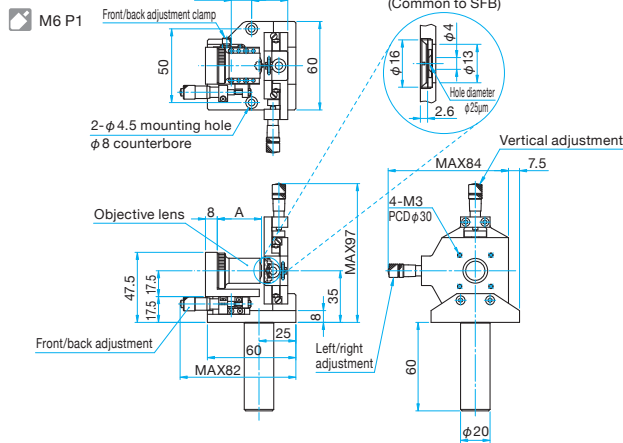 M6 P1
Front/back adjustment clamp
50
60
2-φ4.5 mounting hole
φ8 counterbore
(Common to SFB)
φ16
φ4
φ13
Hole diameter
φ25μm
2.6
Vertical adjustment
MAX84
7.5
4-M3
PCDφ30
Objective lens
8
A
MAX97
47.5
17.5
17.5
35
8
25
60
MAX82
Front/back adjustment
Left/right
adjustment
60
φ20